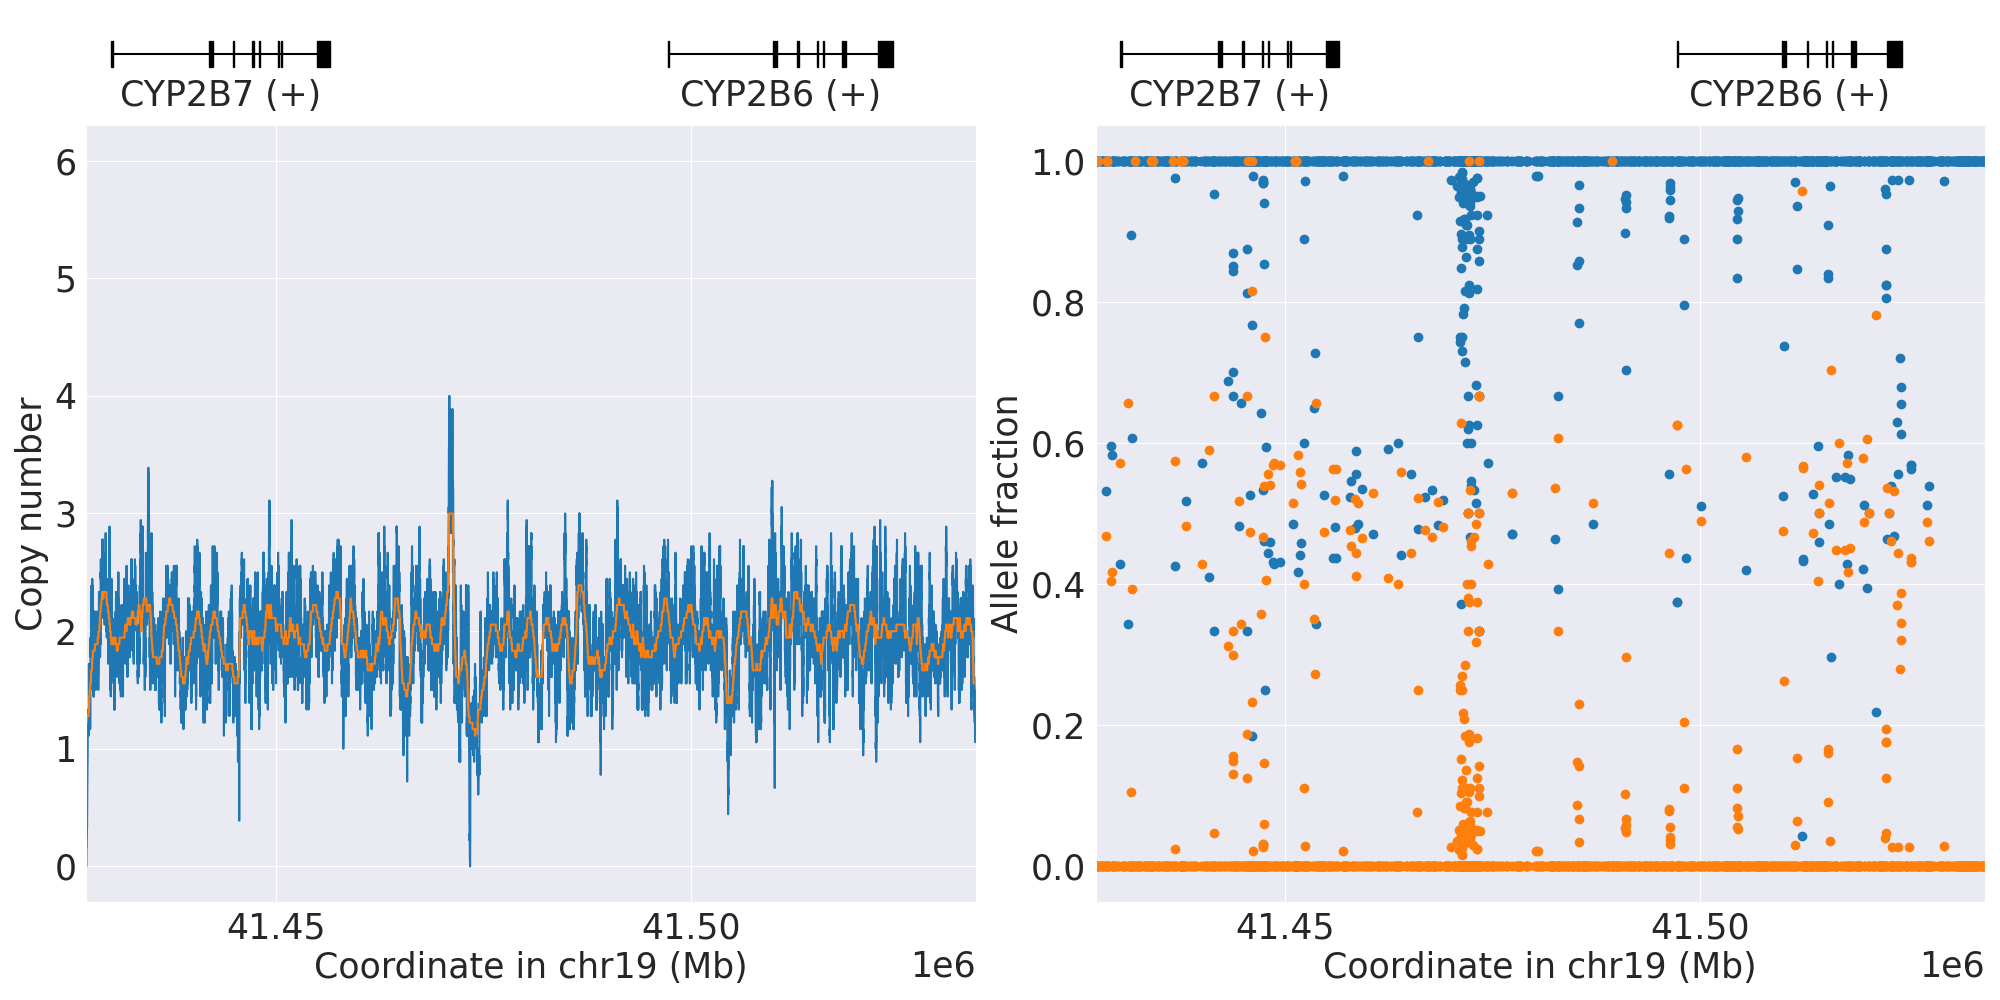 CYP2B7 (+)
CYP2B6 (+)
6
5
4
3
2
1
0
Copy number
41.45
41.50
Coordinate in chr19 (Mb)
1e6
CYP2B7 (+)
CYP2B6 (+)
1.0
0.8
0.6
0.4
0.2
0.0
Allele fraction
41.45
41.50
Coordinate in chr19 (Mb)
1e6